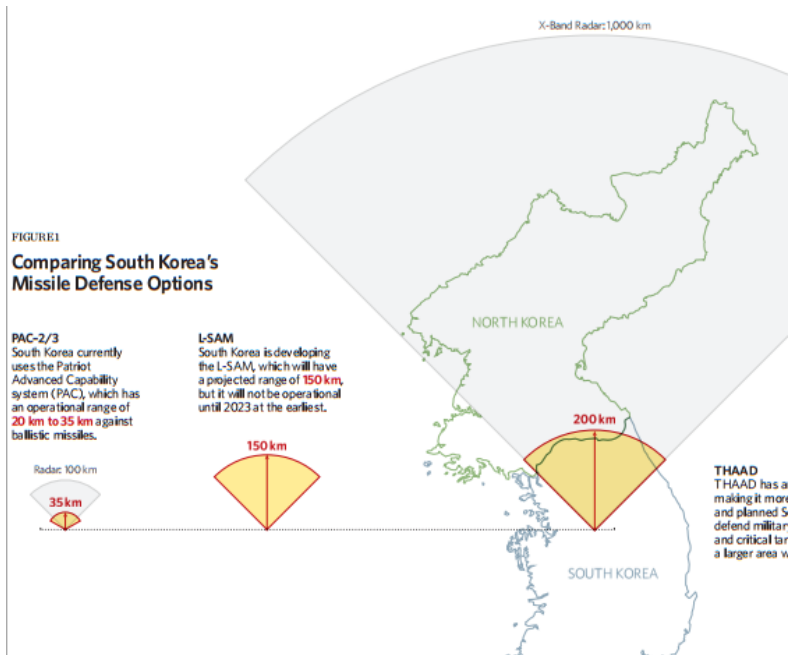 X-Band Radar: 1,000 km
FIGURE 1
Comparing South Korea's
Missile Defense Options
NORTH KOREA
PAC-2/3
South Korea currently
uses the Patriot
Advanced Capability
system (PAC), which has
an operational range of
20 km to 35 km against
ballistic missiles.
L-SAM
South Korea is developing
the L-SAM, which will have
a projected range of 150 km,
but it will not be operational
until 2023 at the earliest.
Radar: 100 km
35 km
150 km
200 km
THAAD
THAAD has a
making it more
and planned S
defend military
and critical tar
a larger area w
SOUTH KOREA